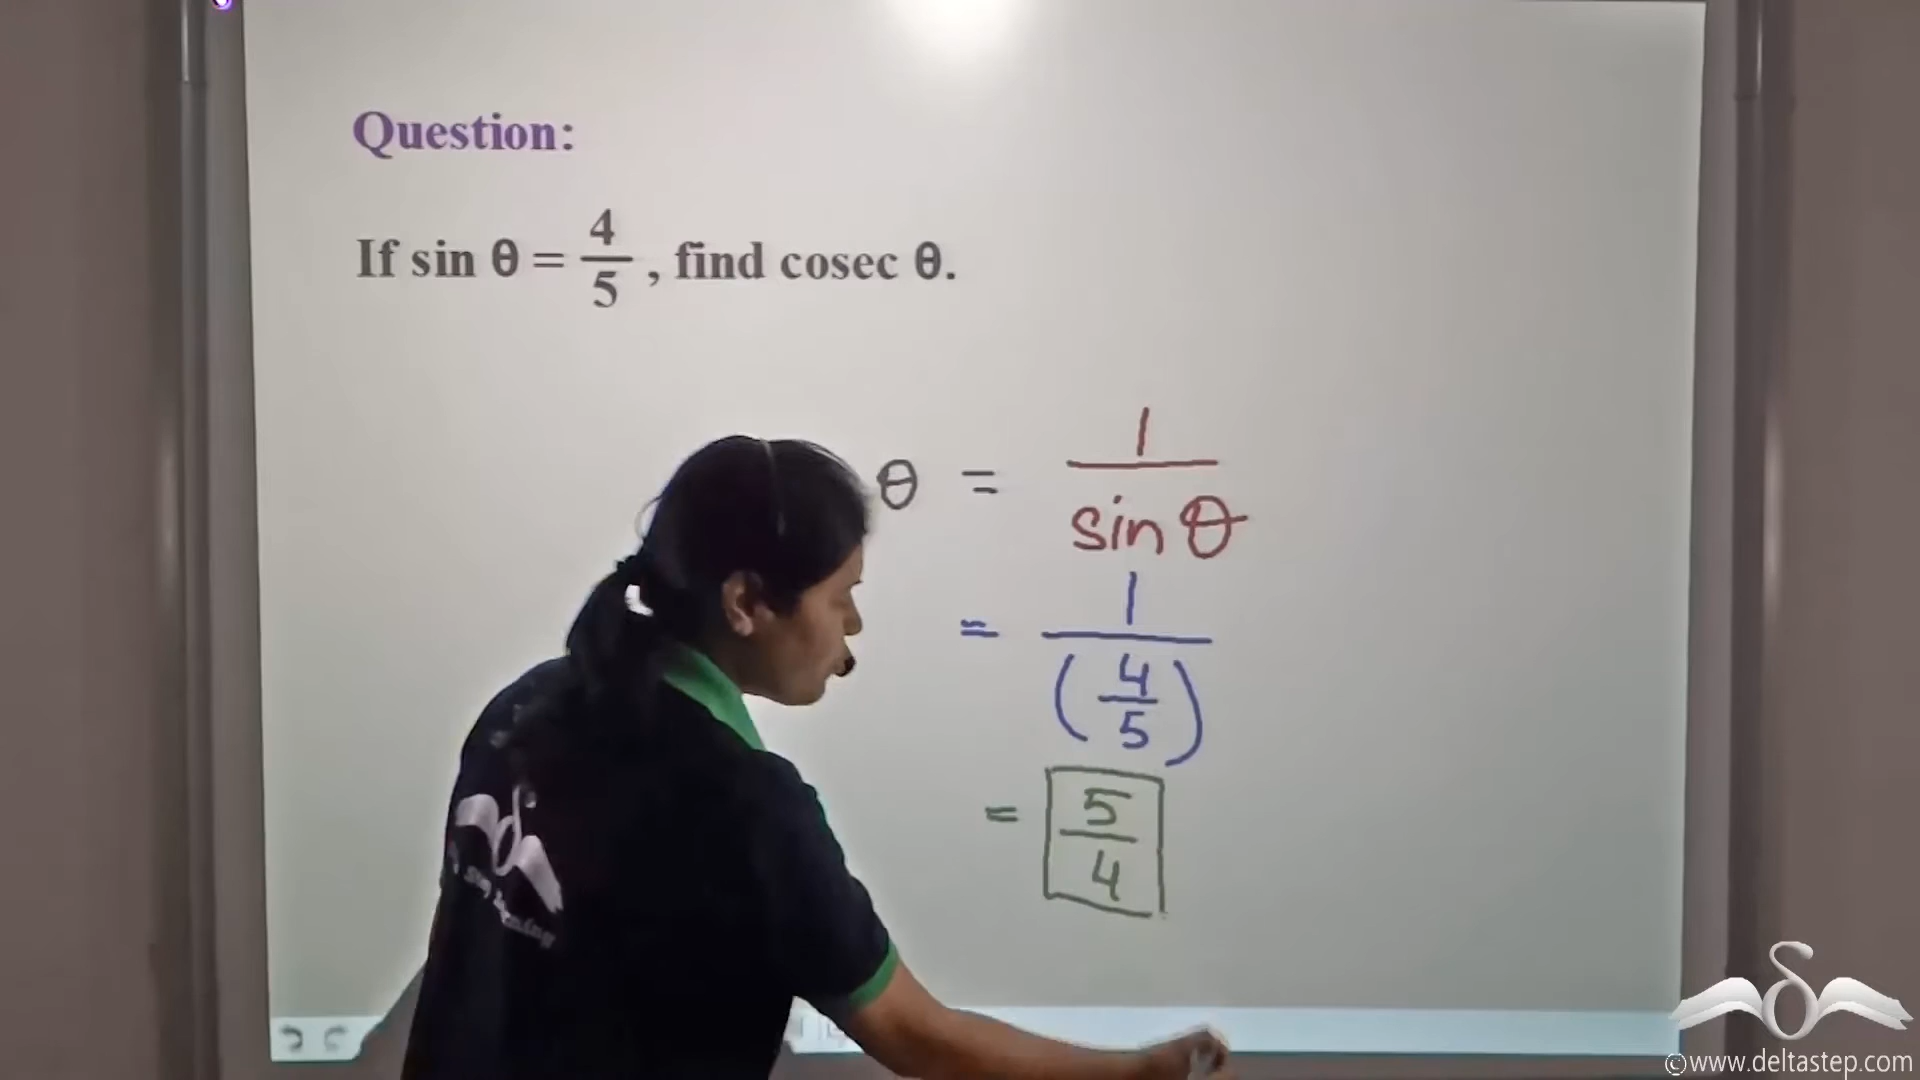 Question:
If sin θ = 4/5 , find cosec θ.
θ = 1/sin θ
= 1/(4/5)
= 5/4
©www.deltastep.com